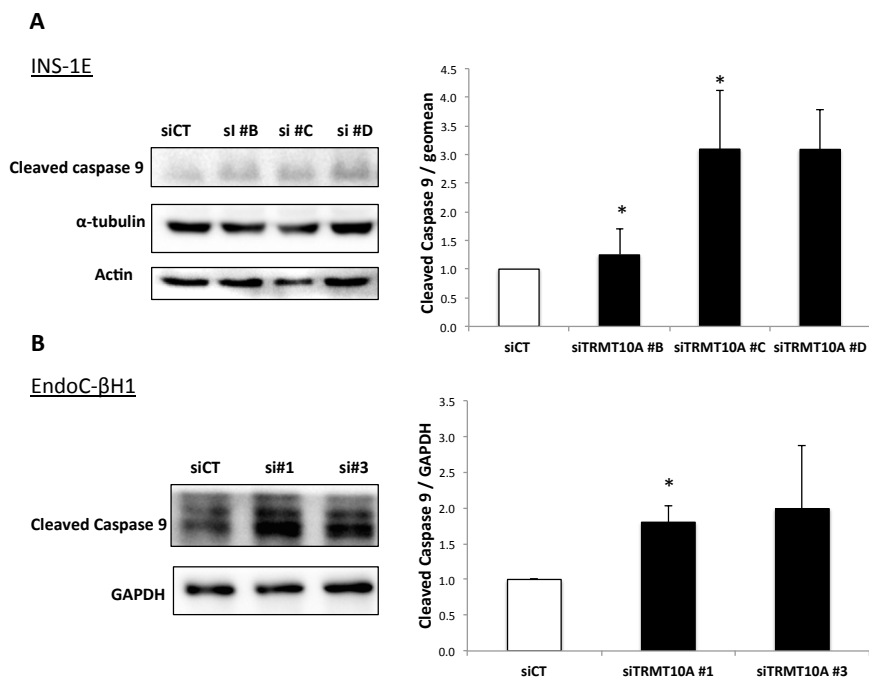 A
INS-1E
siCT sI #B si #C si #D
Cleaved caspase 9
α-tubulin
Actin
Cleaved Caspase 9 / geomean
4.5
4.0
3.5
3.0
2.5
2.0
1.5
1.0
0.5
0.0
*
*
siCT siTRMT10A #B siTRMT10A #C siTRMT10A #D
B
EndoC-βH1
siCT si#1 si#3
Cleaved Caspase 9
GAPDH
Cleaved Caspase 9 / GAPDH
3.5
3.0
2.5
2.0
1.5
1.0
0.5
0.0
*
siCT siTRMT10A #1 siTRMT10A #3